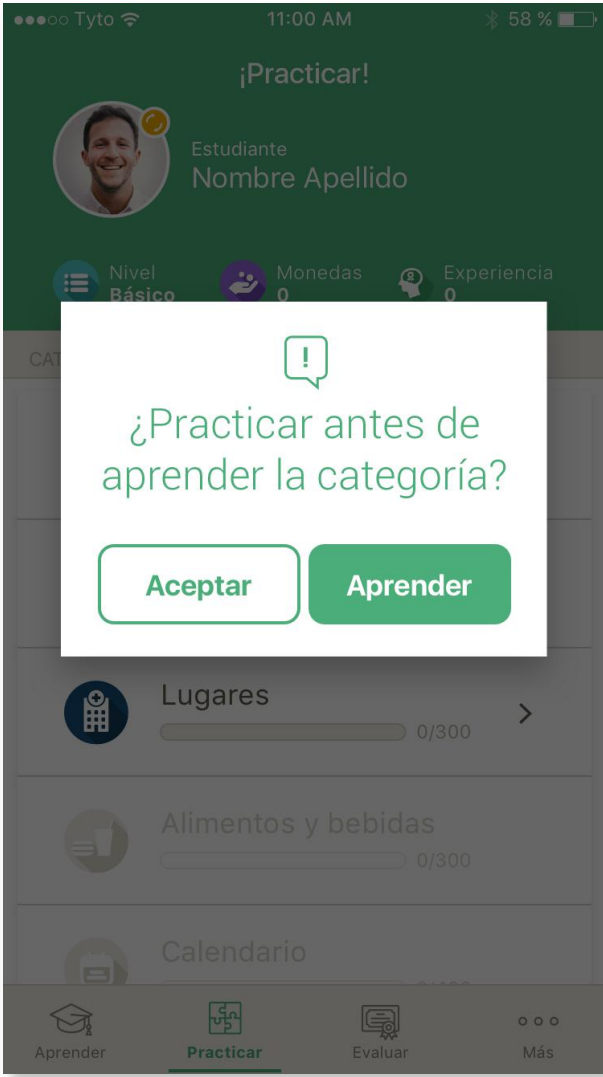 Tyto 11:00 AM 58 %
¡Practicar!
Estudiante
Nombre Apellido
Nivel Monedas Experiencia
Básico 0 0
CAT
!
¿Practicar antes de
aprender la categoría?
Aceptar Aprender
Lugares
0/300
Alimentos y bebidas
0/300
Calendario
Aprender Practicar Evaluar Más